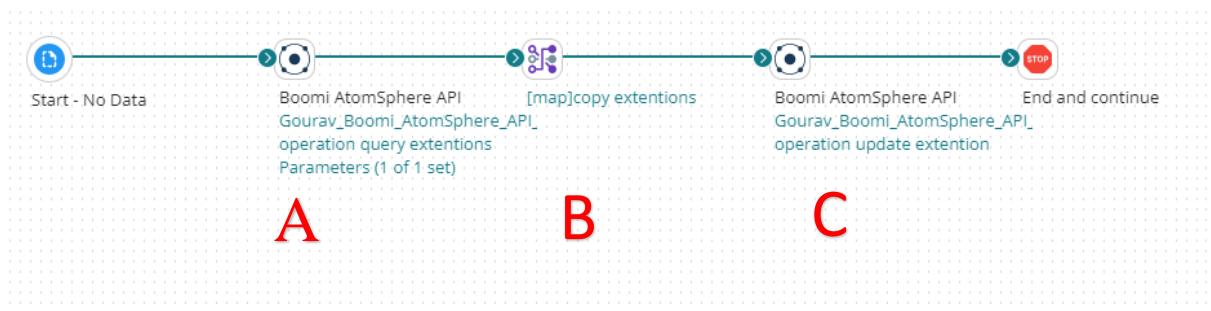 STOP
Start - No Data
Boomi AtomSphere API
Gourav_Boomi_AtomSphere_API_
operation query extentions
Parameters (1 of 1 set)
[map]copy extentions
Boomi AtomSphere API
Gourav_Boomi_AtomSphere_API_
operation update extention
End and continue
A
B
C